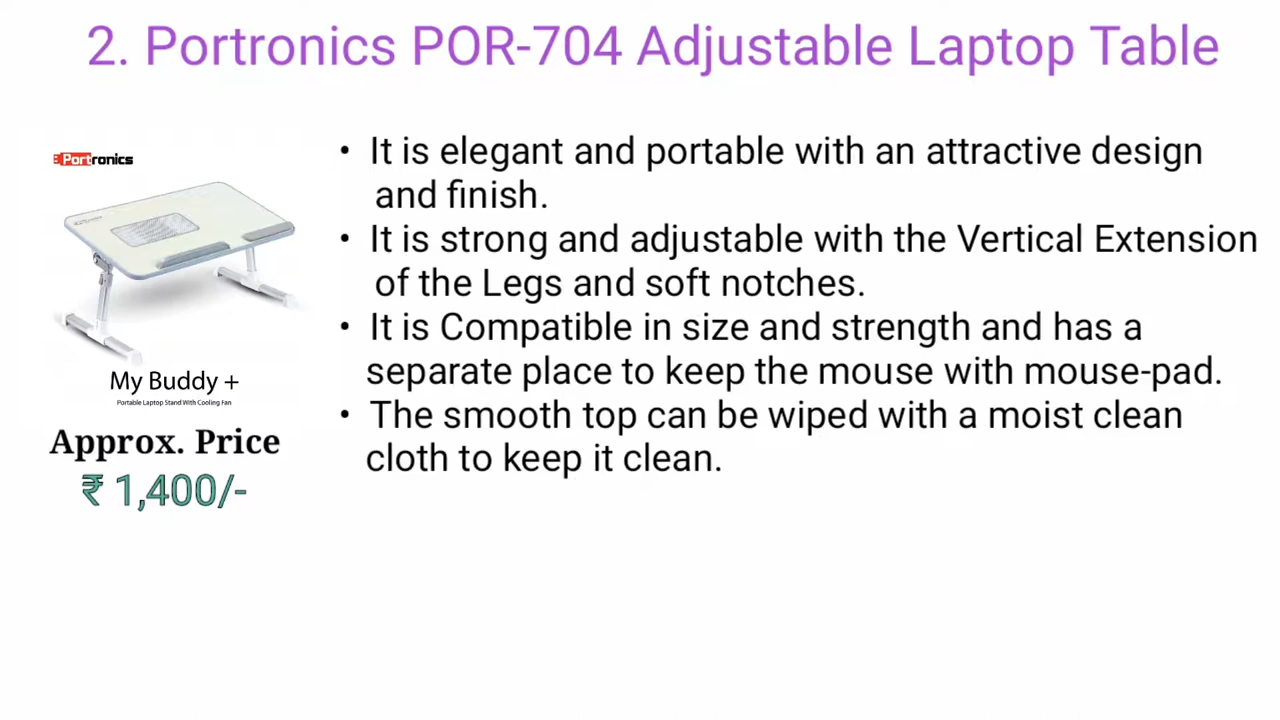 2. Portronics POR-704 Adjustable Laptop Table
Portronics
• It is elegant and portable with an attractive design
and finish.
• It is strong and adjustable with the Vertical Extension
of the Legs and soft notches.
• It is Compatible in size and strength and has a
separate place to keep the mouse with mouse-pad.
• The smooth top can be wiped with a moist clean
cloth to keep it clean.
My Buddy +
Portable Laptop Stand With Cooling Fan
Approx. Price
₹ 1,400/-